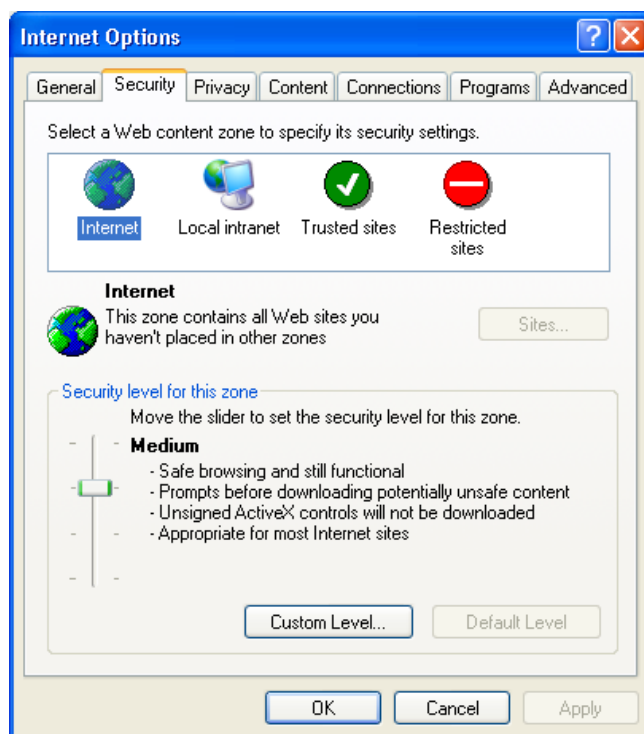 Internet Options
General Security Privacy Content Connections Programs Advanced
Select a Web content zone to specify its security settings.
Internet Local intranet Trusted sites Restricted
sites
Internet
This zone contains all Web sites you
haven't placed in other zones
Sites...
Security level for this zone
Move the slider to set the security level for this zone.
Medium
- Safe browsing and still functional
- Prompts before downloading potentially unsafe content
- Unsigned ActiveX controls will not be downloaded
- Appropriate for most Internet sites
Custom Level... Default Level
OK Cancel Apply